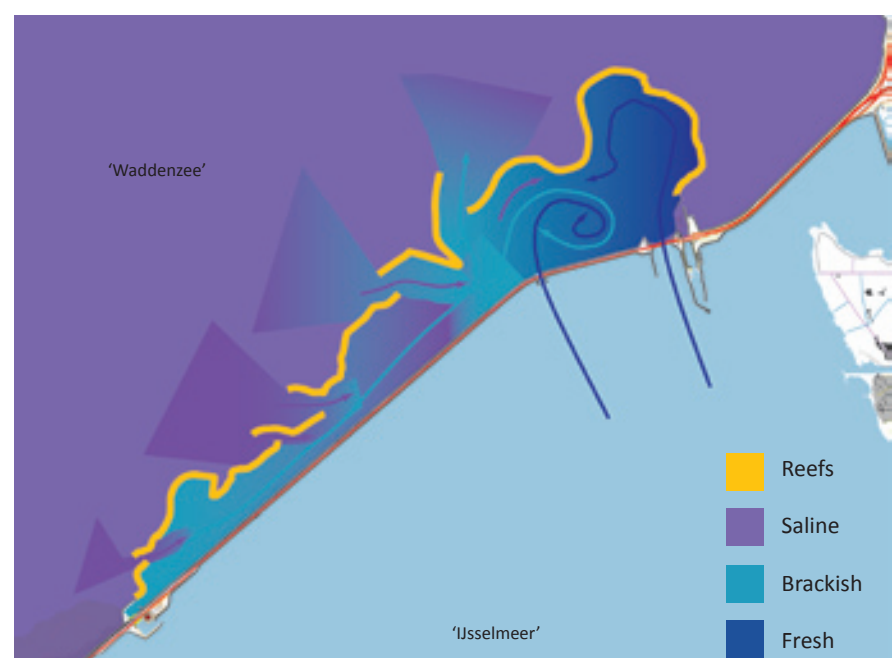 'Waddenzee'
Reefs
Saline
Brackish
'IJsselmeer'
Fresh